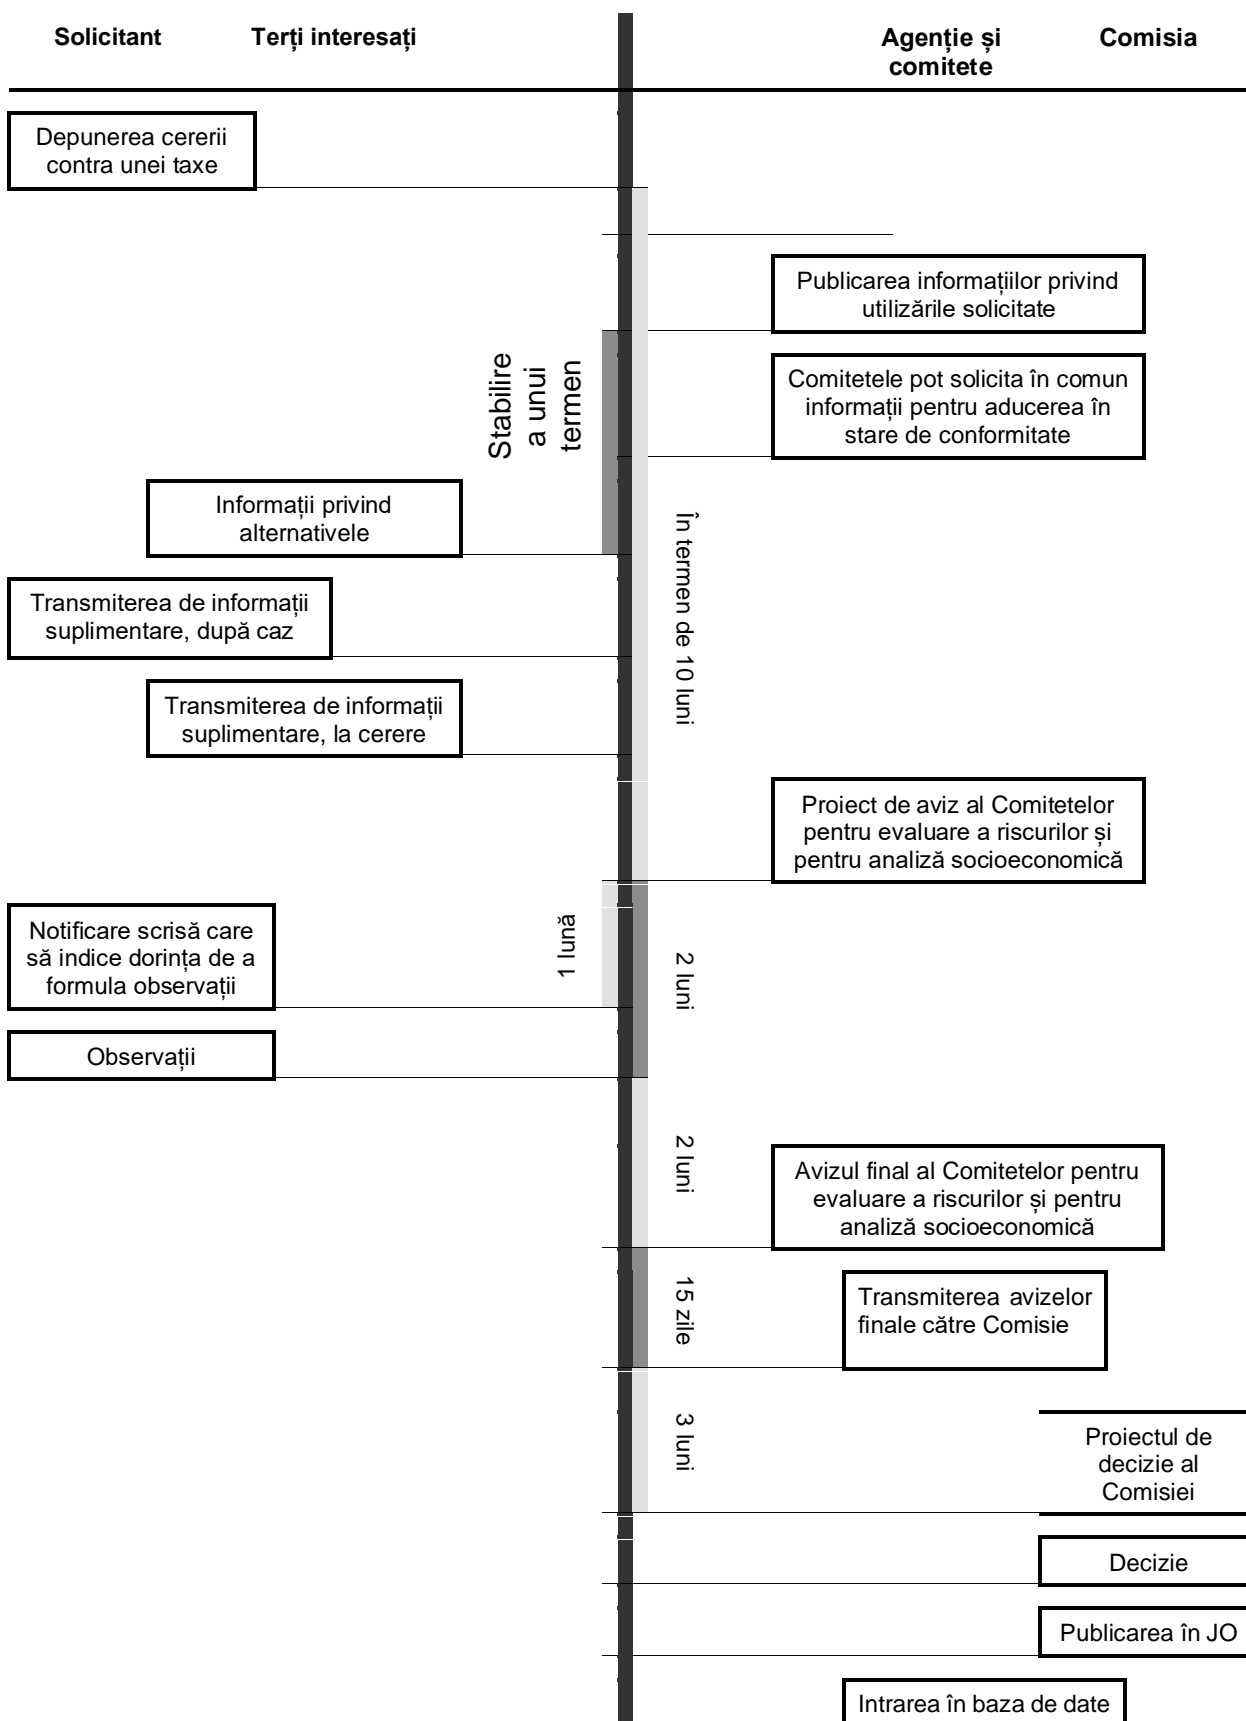 Solicitant
Terți interesați
Agenție și
comitete
Comisia
Depunerea cererii
contra unei taxe
Publicarea informațiilor privind
utilizările solicitate
Stabilire
a unui
termen
Comitetele pot solicita în comun
informații pentru aducerea în
stare de conformitate
Informații privind
alternativele
În termen de 10 luni
Transmiterea de informații
suplimentare, după caz
Transmiterea de informații
suplimentare, la cerere
Proiect de aviz al Comitetelor
pentru evaluare a riscurilor și
pentru analiză socioeconomică
Notificare scrisă care
să indice dorința de a
formula observații
1 lună
2 luni
Observații
2 luni
Avizul final al Comitetelor pentru
evaluare a riscurilor și pentru
analiză socioeconomică
15 zile
Transmiterea avizelor
finale către Comisie
3 luni
Proiectul de
decizie al
Comisiei
Decizie
Publicarea în JO
Intrarea în baza de date